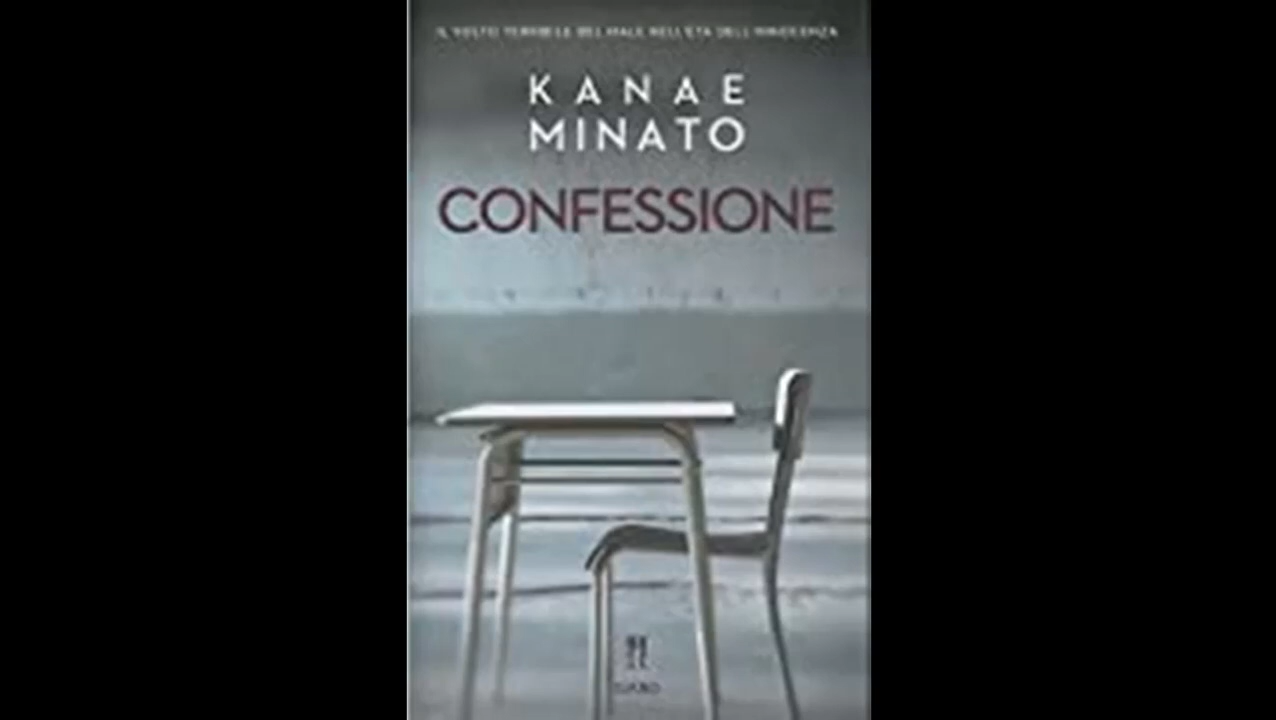 IL VOLTO TERRIBILE DEL MALE NELL'ETÀ DELL'INNOCENZA
KANAE
MINATO
CONFESSIONE